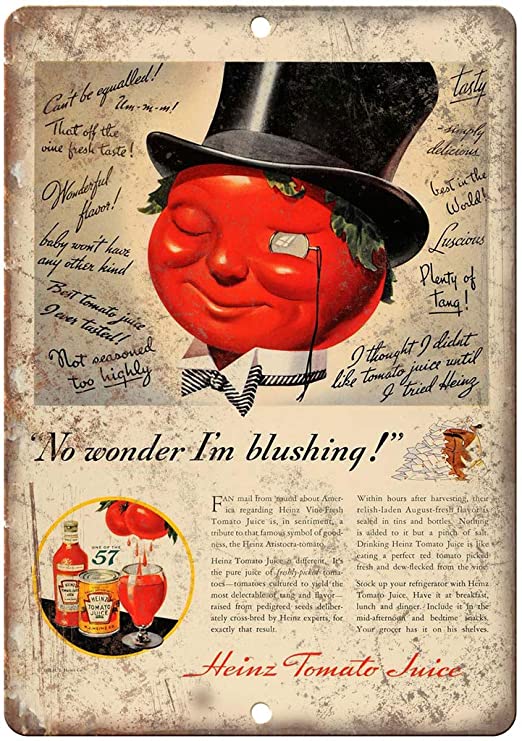 Can't be equalled!
Um-m-m!
That off the
vine fresh taste!
Wonderful
flavor!
baby won't have
any other kind
Best tomato juice
I ever tasted!
Not seasoned
too highly
tasty
simply
delicious
best in the
World!
Luscious
Plenty of
tang!
I thought I didnt
like tomato juice until
I tried Heinz
"No wonder I'm blushing!"
FAN mail from 'round about Amer-
ica regarding Heinz Vine-Fresh
Tomato Juice is, in sentiment, a
tribute to that famous symbol of good-
ness, the Heinz Aristocra-tomato.
Heinz Tomato Juice is different. It's
the pure juice of freshly-picked toma-
toes—tomatoes cultured to yield the
most delectable of tang and flavor—
raised from pedigreed seeds deliber-
ately cross-bred by Heinz experts, for
exactly that result.
Within hours after harvesting, their
relish-laden August-fresh flavor is
sealed in tins and bottles. Nothing
is added to it but a pinch of salt.
Drinking Heinz Tomato Juice is like
eating a perfect red tomato picked
fresh and dew-flecked from the vine.
Stock up your refrigerator with Heinz
Tomato Juice. Have it at breakfast,
lunch and dinner. Include it in the
mid-afternoon and bedtime snacks.
Your grocer has it on his shelves.
ONE OF THE
57
HEINZ
HEINZ
TOMATO
JUICE
H.J. HEINZ CO.
Heinz Tomato Juice